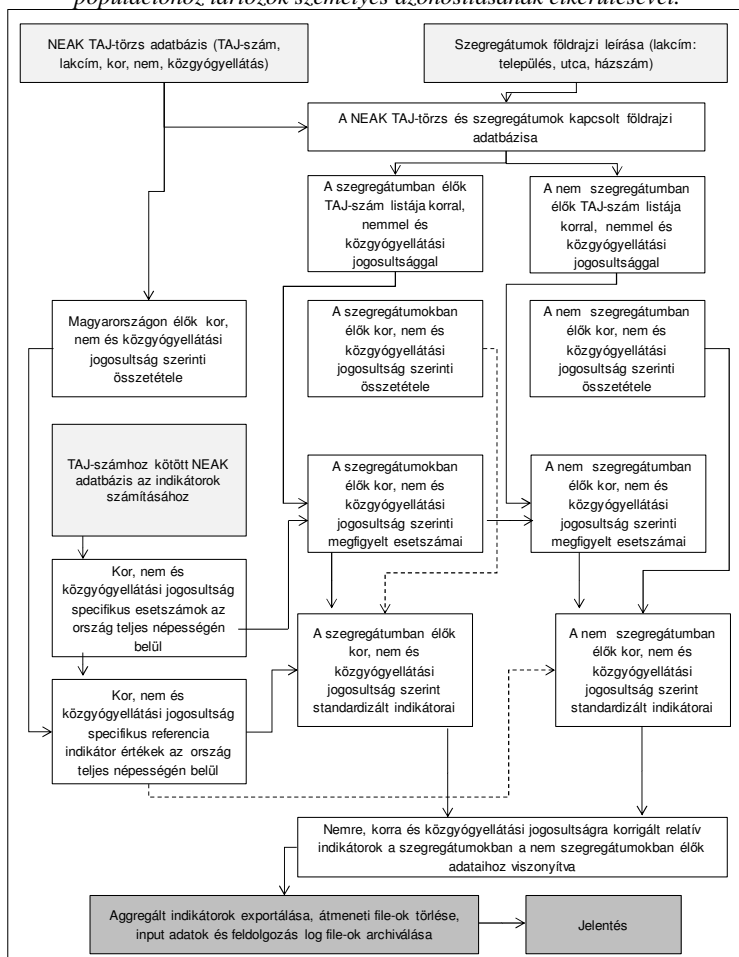 populációhoz tartozók személyes azonosításának elkerülésével.
NEAK TAJ-törzs adatbázis (TAJ-szám,
lakcím, kor, nem, közgyógyellátás)
Szegregátumok földrajzi leírása (lakcím:
település, utca, házszám)
A NEAK TAJ-törzs és szegregátumok kapcsolt földrajzi
adatbázisa
A szegregátumban élők
TAJ-szám listája korral,
nemmel és
közgyógyellátási
jogosultsággal
A nem szegregátumban
élők TAJ-szám listája
korral, nemmel és
közgyógyellátási
jogosultsággal
Magyarországon élők kor,
nem és közgyógyellátási
jogosultság szerinti
összetétele
A szegregátumokban
élők kor, nem és
közgyógyellátási
jogosultság szerinti
összetétele
A nem szegregátumban
élők kor, nem és
közgyógyellátási
jogosultság szerinti
összetétele
TAJ-számhoz kötött NEAK
adatbázis az indikátorok
számításához
A szegregátumokban
élők kor, nem és
közgyógyellátási
jogosultság szerinti
megfigyelt esetszámai
A nem szegregátumban
élők kor, nem és
közgyógyellátási
jogosultság szerinti
megfigyelt esetszámai
Kor, nem és
közgyógyellátási jogosultság
specifikus esetszámok az
ország teljes népességén
belül
A szegregátumban élők
kor, nem és
közgyógyellátási
jogosultság szerint
standardizált indikátorai
A nem szegregátumban
élők kor, nem és
közgyógyellátási
jogosultság szerint
standardizált indikátorai
Kor, nem és
közgyógyellátási jogosultság
specifikus referencia
indikátor értékek az ország
teljes népességén belül
Nemre, korra és közgyógyellátási jogosultságra korrigált relatív
indikátorok a szegregátumokban a nem szegregátumokban élők
adataihoz viszonyítva
Aggregált indikátorok exportálása, átmeneti file-ok törlése,
input adatok és feldolgozás log file-ok archiválása
Jelentés